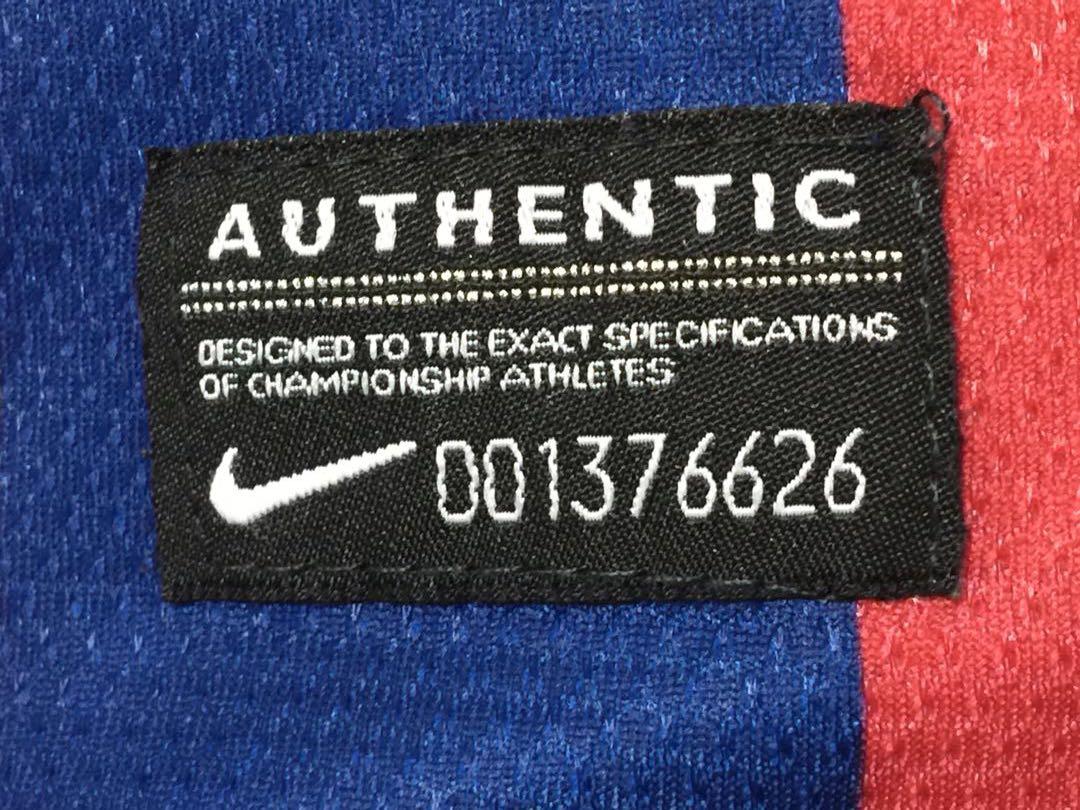 AUTHENTIC
DESIGNED TO THE EXACT SPECIFICATIONS
OF CHAMPIONSHIP ATHLETES
001376626